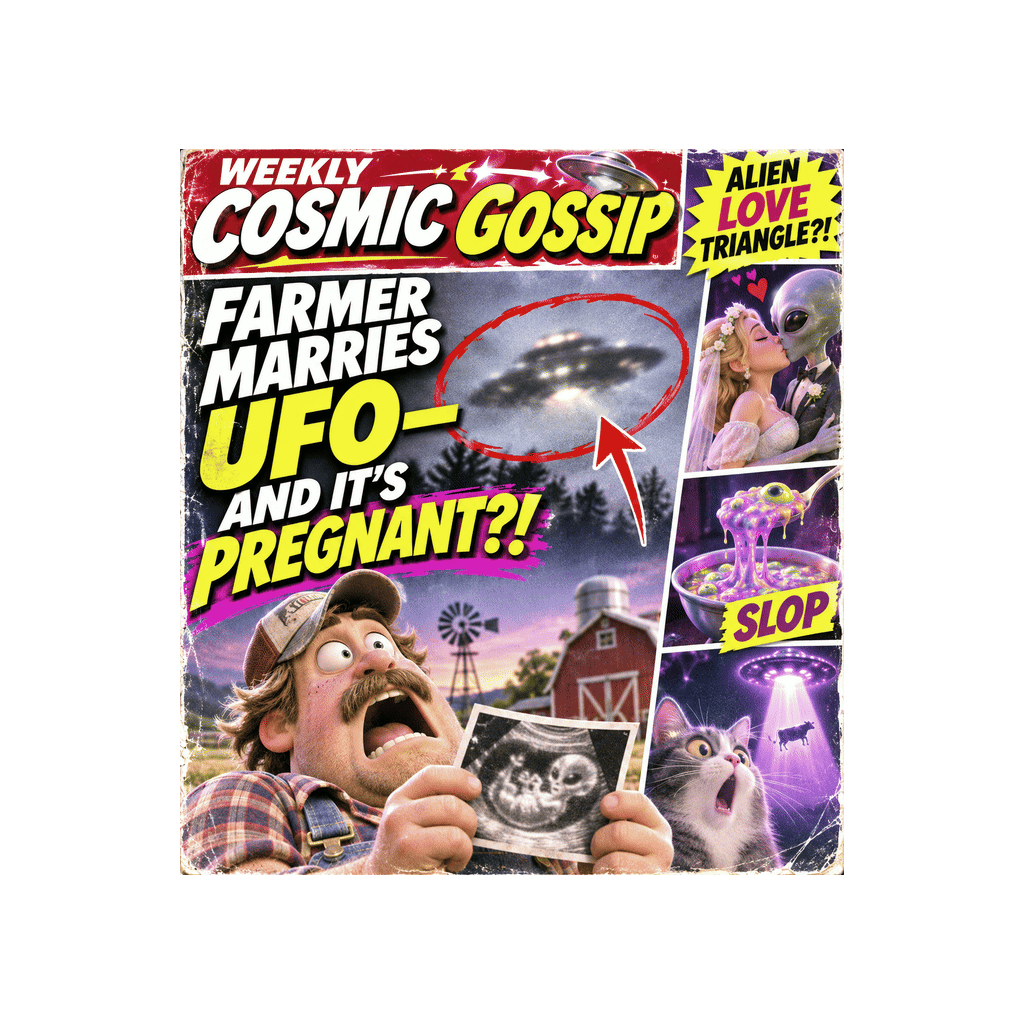 WEEKLY
COSMIC GOSSIP
ALIEN
LOVE
TRIANGLE?!
FARMER
MARRIES
UFO–
AND IT'S
PREGNANT?!
SLOP